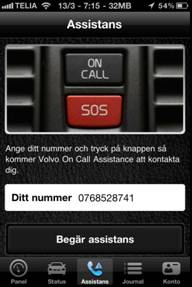 TELIA 13/3 - 7:15 - 32MB 54 %
Assistans
ON
CALL
SOS
Ange ditt nummer och tryck på knappen så
kommer Volvo On Call Assistance att kontakta
dig.
Ditt nummer 0768528741
Begär assistans
Panel Status Assistans Journal Konto